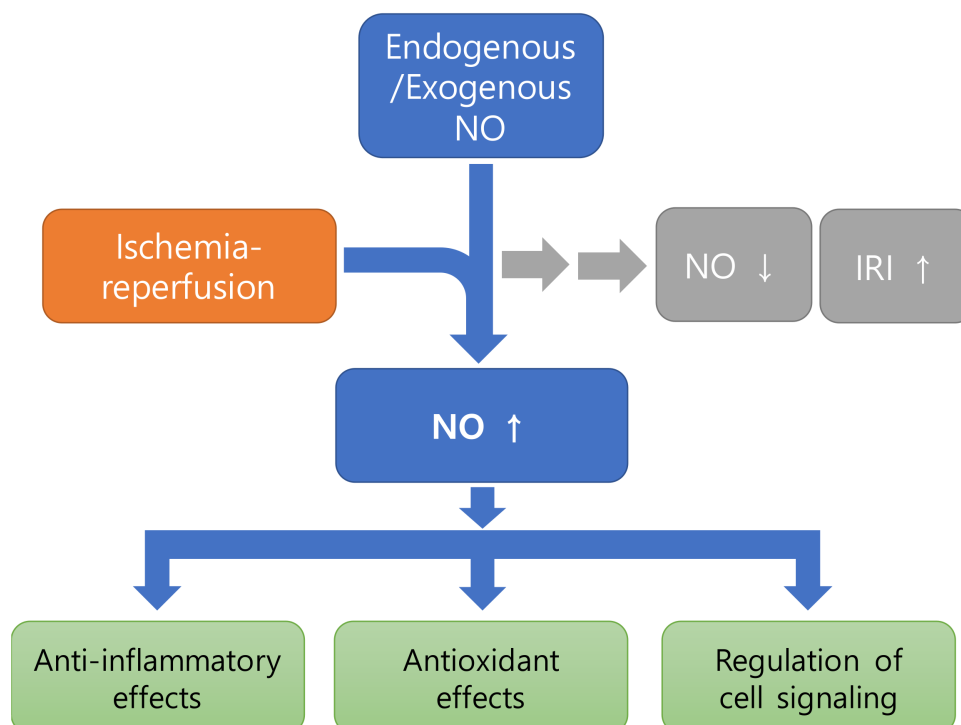 Endogenous
/Exogenous
NO
Ischemia-
reperfusion
NO ↓
IRI ↑
NO ↑
Anti-inflammatory
effects
Antioxidant
effects
Regulation of
cell signaling